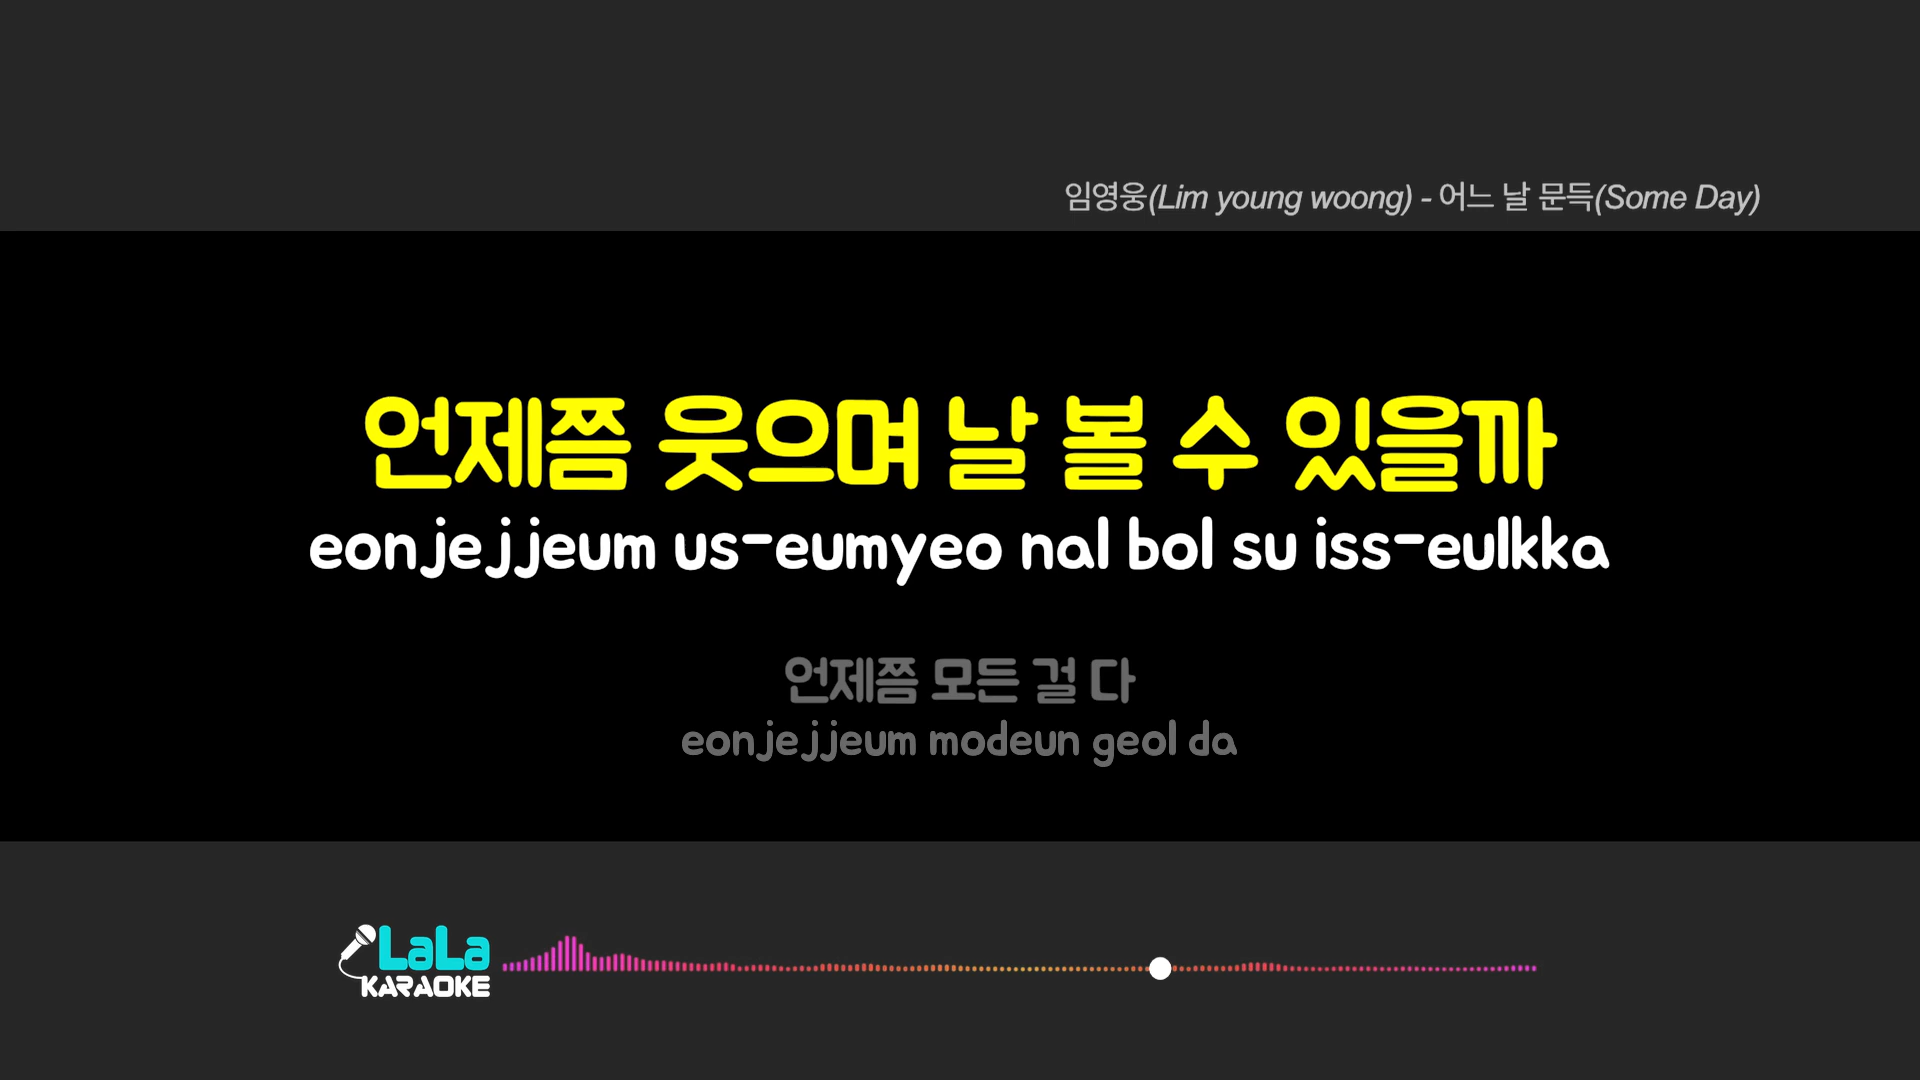 임영웅(Lim young woong) - 어느 날 문득(Some Day)
언제쯤 웃으며 날 볼 수 있을까
eonjejjeum us-eumyeo nal bol su iss-eulkka
언제쯤 모든 걸 다
eonjejjeum modeun geol da
LaLa
KARAOKE